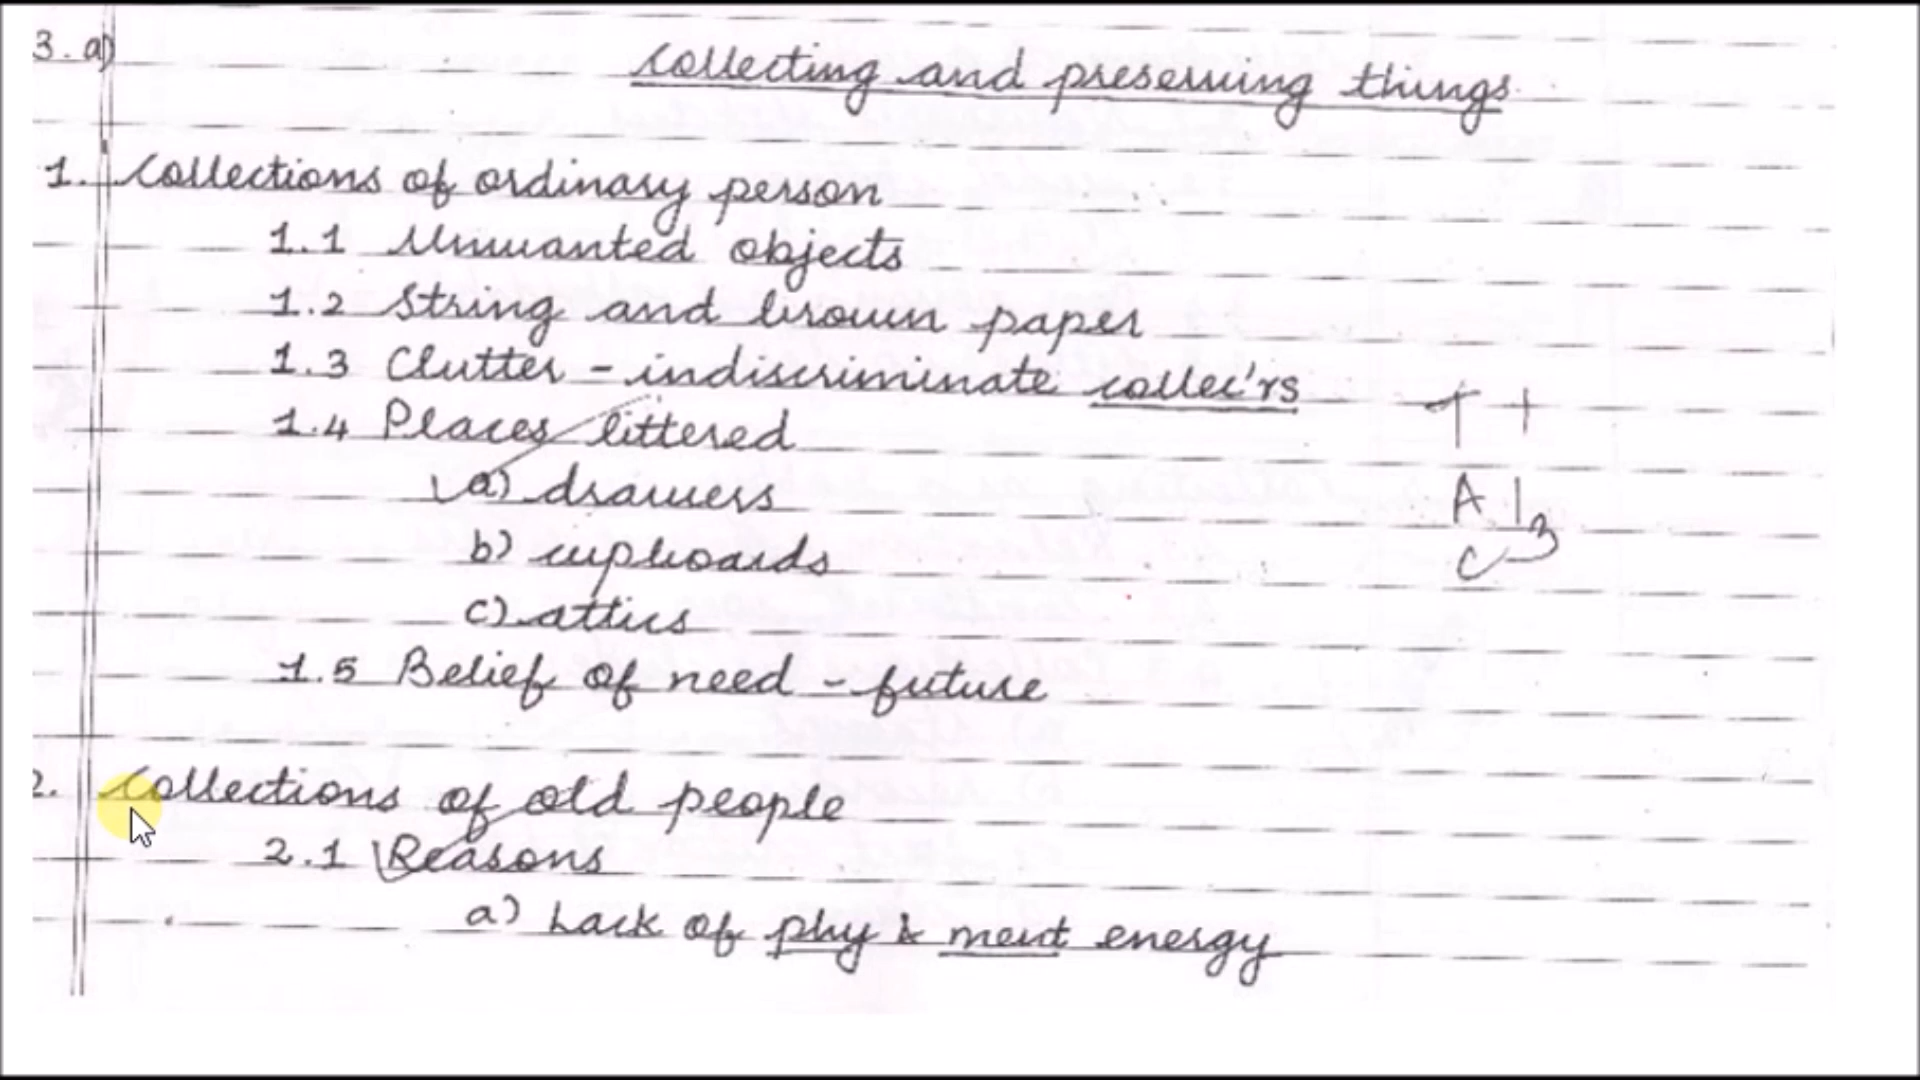 3. a) Collecting and preserving things
1. Collections of ordinary person
1.1 Unwanted objects
1.2 String and brown paper
1.3 Clutter - indiscriminate collec'rs
1.4 Places littered
a) drawers
b) cupboards
c) attics
1.5 Belief of need - future
2. Collections of old people
2.1 Reasons
a) Lack of phy & ment energy